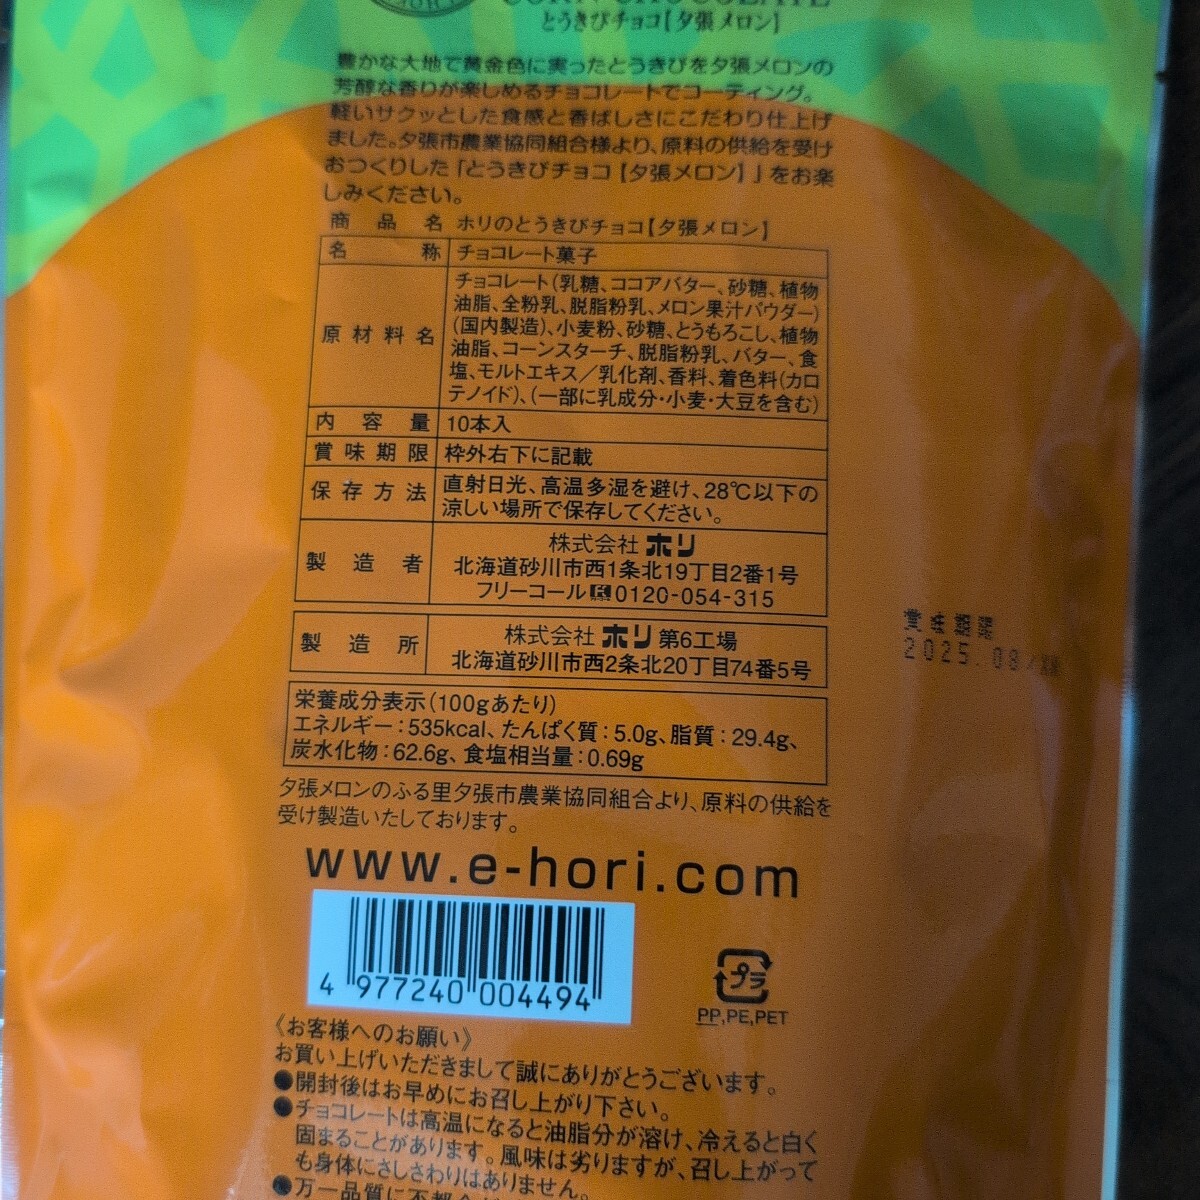 CORN CHOCOLATE
とうきびチョコ【夕張メロン】
豊かな大地で黄金色に実ったとうきびを夕張メロンの
芳醇な香りが楽しめるチョコレートでコーティング。
軽いサクッとした食感と香ばしさにこだわり仕上げ
ました。夕張市農業協同組合様より、原料の供給を受け
おつくりした「とうきびチョコ【夕張メロン】」をお楽
しみください。
商品名 ホリのとうきびチョコ【夕張メロン】
名称 チョコレート菓子
原材料名 チョコレート(乳糖、ココアバター、砂糖、植物
油脂、全粉乳、脱脂粉乳、メロン果汁パウダー)
(国内製造)、小麦粉、砂糖、とうもろこし、植物
油脂、コーンスターチ、脱脂粉乳、バター、食
塩、モルトエキス/乳化剤、香料、着色料(カロ
テノイド)、(一部に乳成分・小麦・大豆を含む)
内容量 10本入
賞味期限 枠外右下に記載
保存方法 直射日光、高温多湿を避け、28℃以下の
涼しい場所で保存してください。
製造者 株式会社 ホリ
北海道砂川市西1条北19丁目2番1号
フリーコール 0120-054-315
製造所 株式会社 ホリ 第6工場
北海道砂川市西2条北20丁目74番5号
賞味期限
2025.08
栄養成分表示(100gあたり)
エネルギー:535kcal、たんぱく質:5.0g、脂質:29.4g、
炭水化物:62.6g、食塩相当量:0.69g
夕張メロンのふる里夕張市農業協同組合より、原料の供給を
受け製造いたしております。
www.e-hori.com
4 977240 004494
プラ
PP,PE,PET
《お客様へのお願い》
お買い上げいただきまして誠にありがとうございます。
●開封後はお早めにお召し上がり下さい。
●チョコレートは高温になると油脂分が溶け、冷えると白く
固まることがあります。風味は劣りますが、召し上がって
も身体にさしさわりはありません。
●万一品質に不都合が